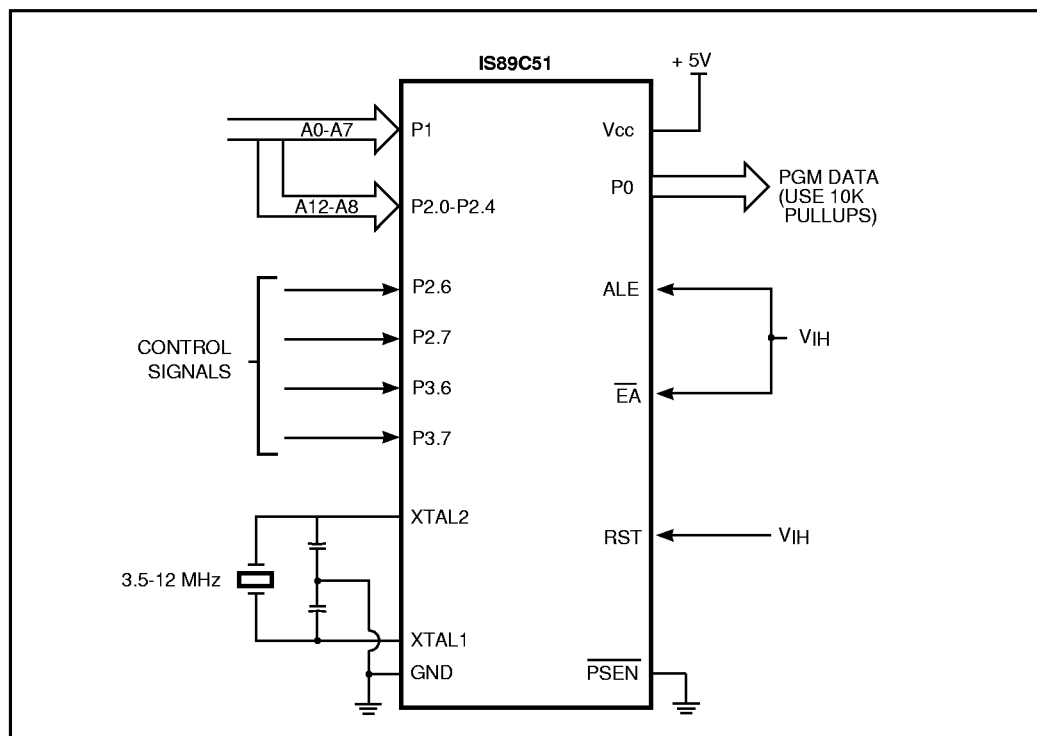 IS89C51
+ 5V
A0-A7
P1
Vcc
A12-A8
P2.0-P2.4
P0
PGM DATA
(USE 10K
PULLUPS)
P2.6
ALE
CONTROL
SIGNALS
P2.7
VIH
P3.6
EA
P3.7
XTAL2
RST
VIH
3.5-12 MHz
XTAL1
GND
PSEN